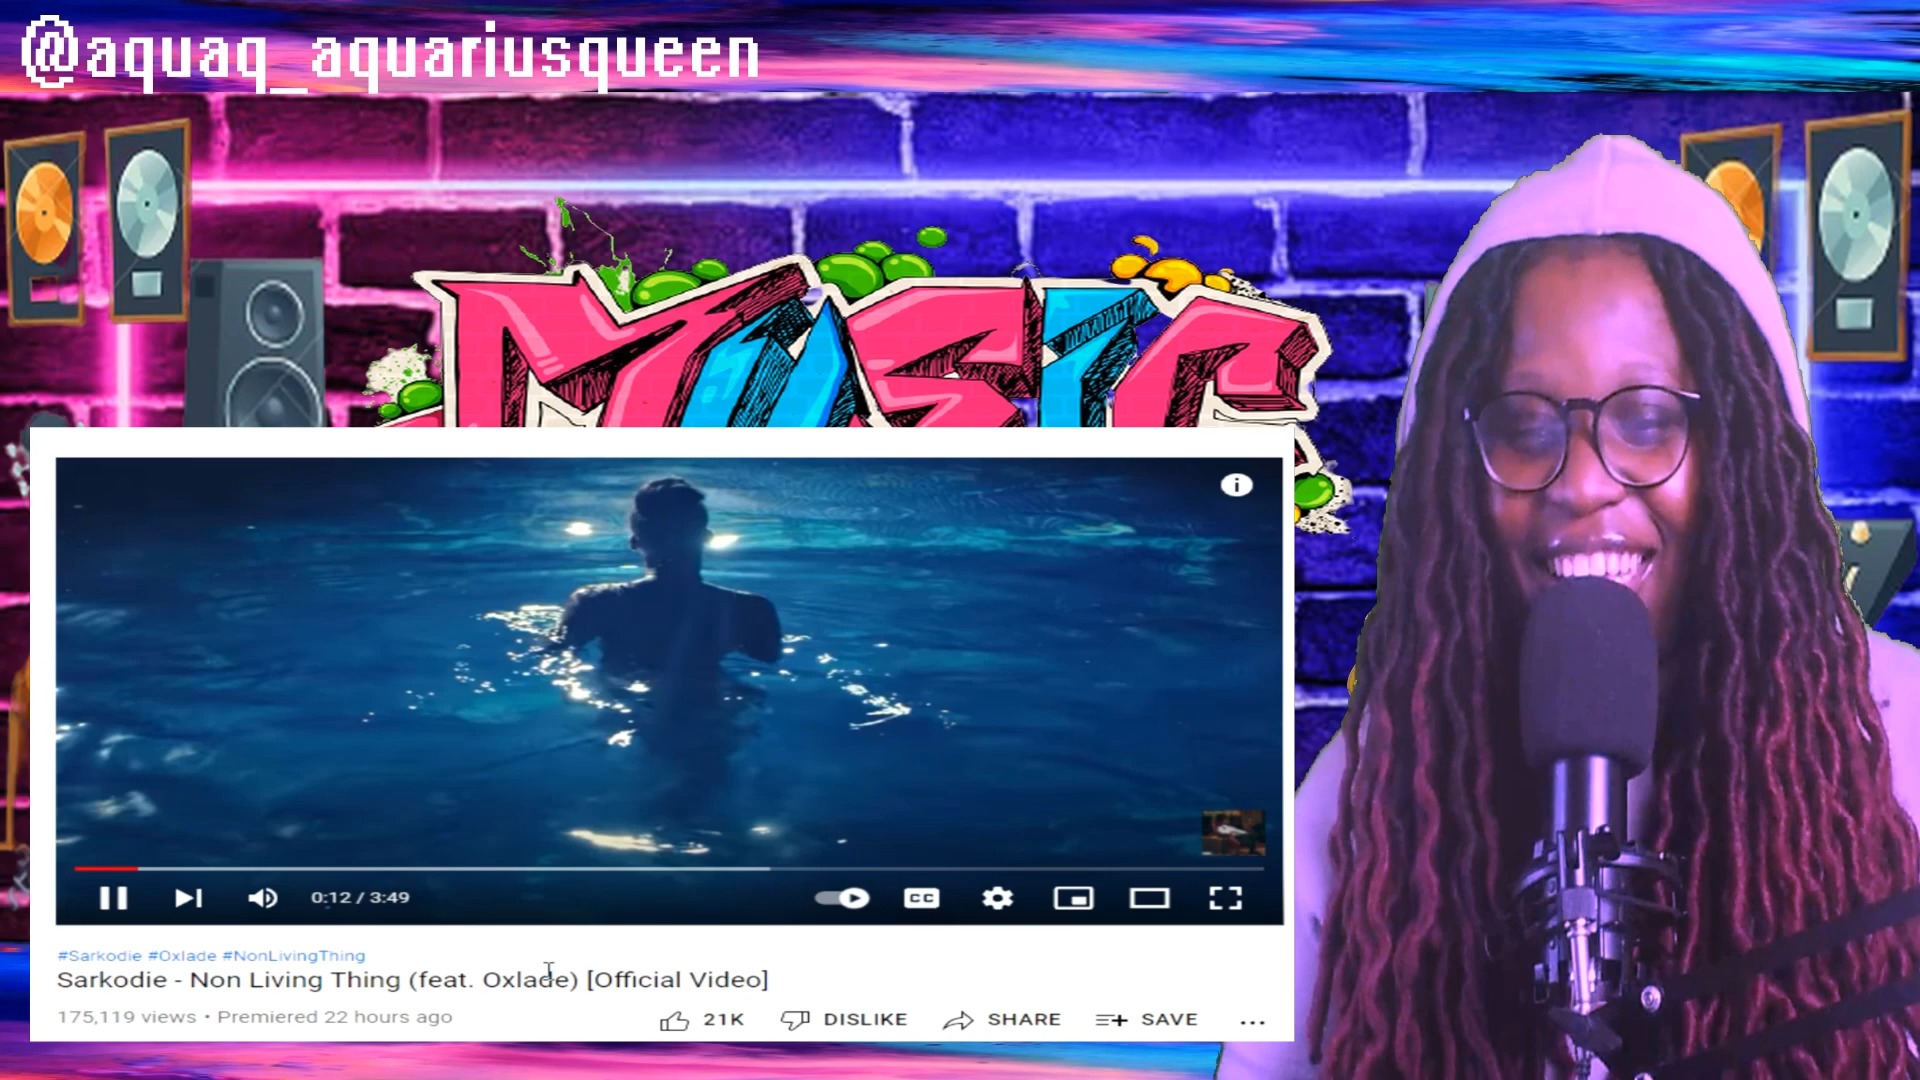 @aquaq_aquariusqueen
MUSIC
0:12 / 3:49
CC
#Sarkodie #Oxlade #NonLivingThing
Sarkodie - Non Living Thing (feat. Oxlade) [Official Video]
175,119 views • Premiered 22 hours ago
21K DISLIKE SHARE SAVE ...